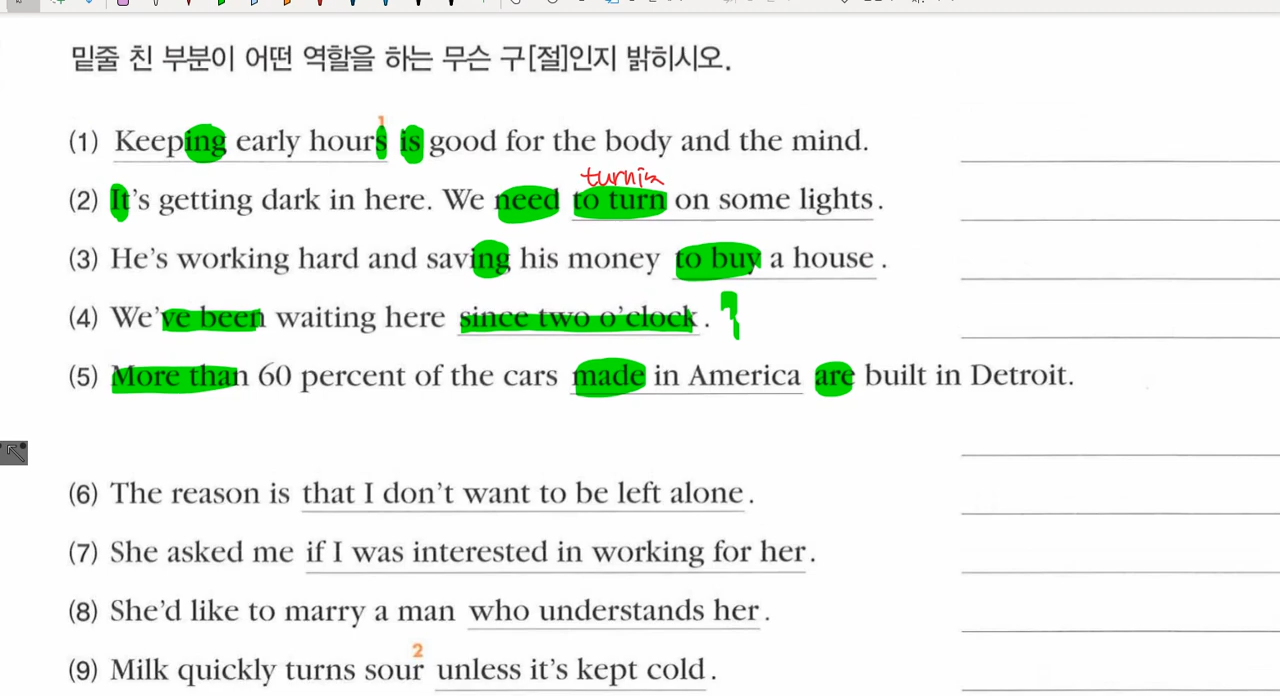 밑줄 친 부분이 어떤 역할을 하는 무슨 구[절]인지 밝히시오.
1
(1) Keeping early hours is good for the body and the mind.
turnin
(2) It's getting dark in here. We need to turn on some lights.
(3) He's working hard and saving his money to buy a house.
(4) We've been waiting here since two o'clock.
(5) More than 60 percent of the cars made in America are built in Detroit.
(6) The reason is that I don't want to be left alone.
(7) She asked me if I was interested in working for her.
(8) She'd like to marry a man who understands her.
2
(9) Milk quickly turns sour unless it's kept cold.